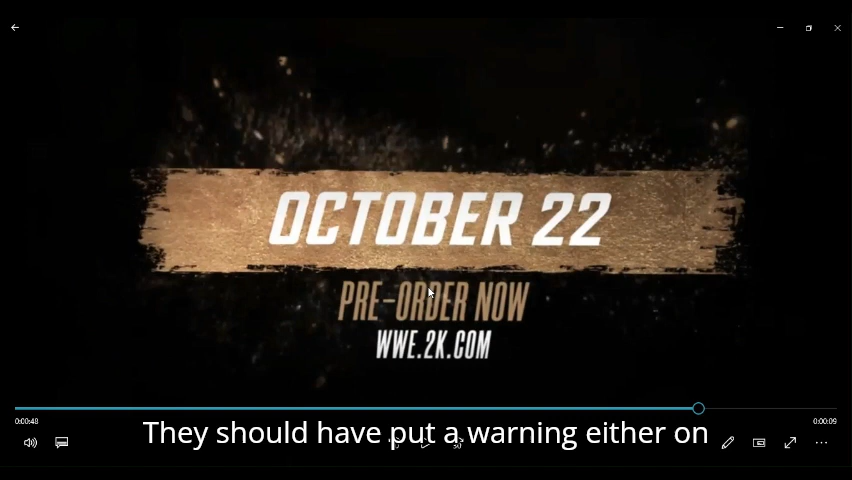 OCTOBER 22
PRE-ORDER NOW
WWE.2K.COM
0:00:48
0:00:09
They should have put a warning either on